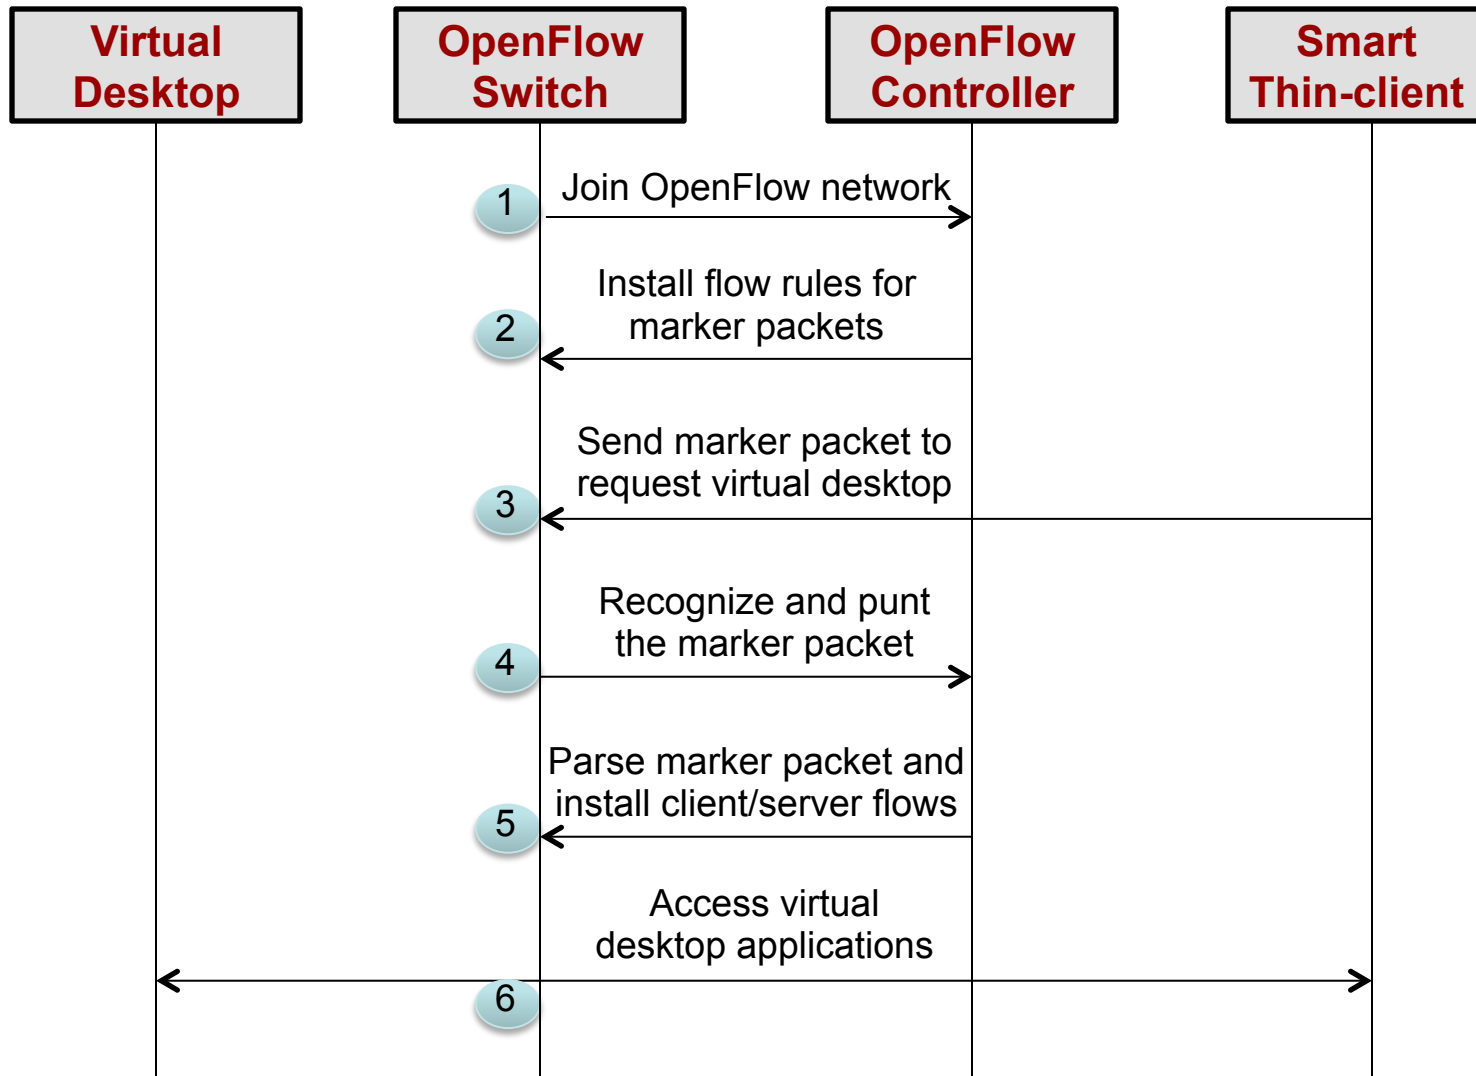 Virtual
Desktop
OpenFlow
Switch
OpenFlow
Controller
Smart
Thin-client
1
Join OpenFlow network
Install flow rules for
marker packets
2
Send marker packet to
request virtual desktop
3
Recognize and punt
the marker packet
4
Parse marker packet and
install client/server flows
5
Access virtual
desktop applications
6